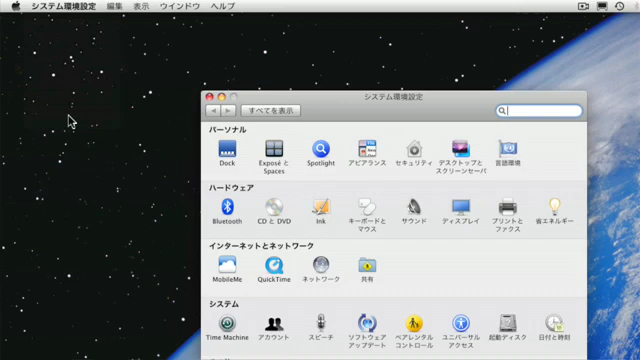 システム環境設定 編集 表示 ウインドウ ヘルプ
システム環境設定
すべてを表示
パーソナル
Dock
Exposé と
Spaces
Spotlight
アピアランス
セキュリティ
デスクトップと
スクリーンセーバ
言語環境
ハードウェア
Bluetooth
CD と DVD
Ink
キーボードと
マウス
サウンド
ディスプレイ
プリントと
ファクス
省エネルギー
インターネットとネットワーク
MobileMe
QuickTime
ネットワーク
共有
システム
Time Machine
アカウント
スピーチ
ソフトウェア
アップデート
ペアレンタル
コントロール
ユニバーサル
アクセス
起動ディスク
日付と時刻